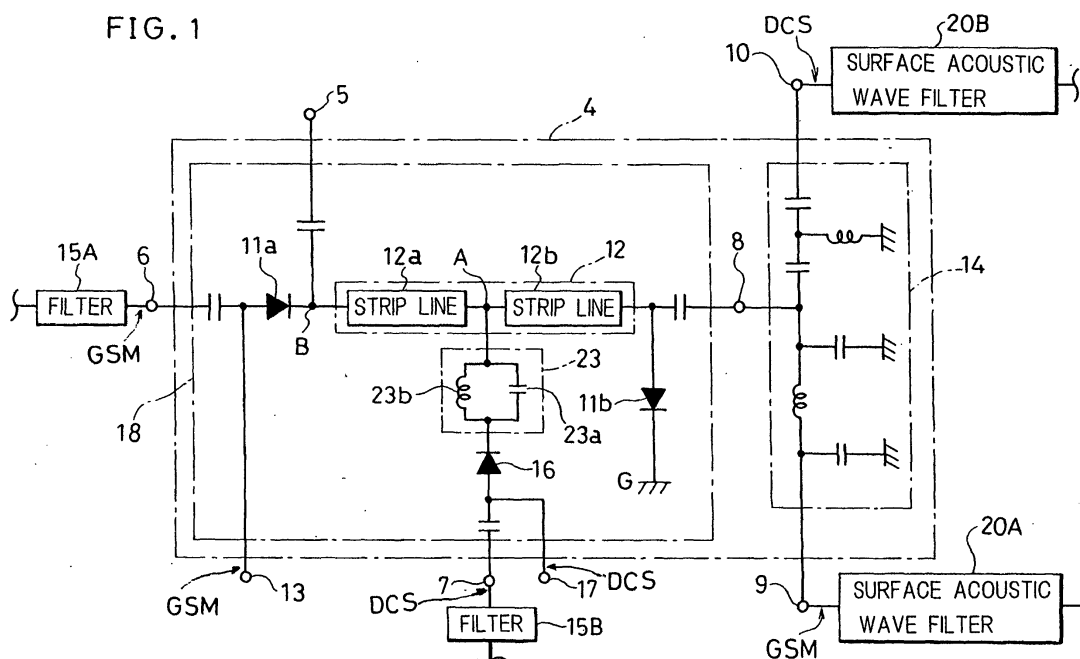 FIG. 1
DCS
20B
10
SURFACE ACOUSTIC
WAVE FILTER
5
4
15A
6
11a
12a
A
12b
12
8
14
FILTER
STRIP LINE
STRIP LINE
GSM
B
23
18
23b
11b
23a
16
G
20A
GSM
13
7
DCS
17
DCS
9
SURFACE ACOUSTIC
WAVE FILTER
FILTER
15B
GSM